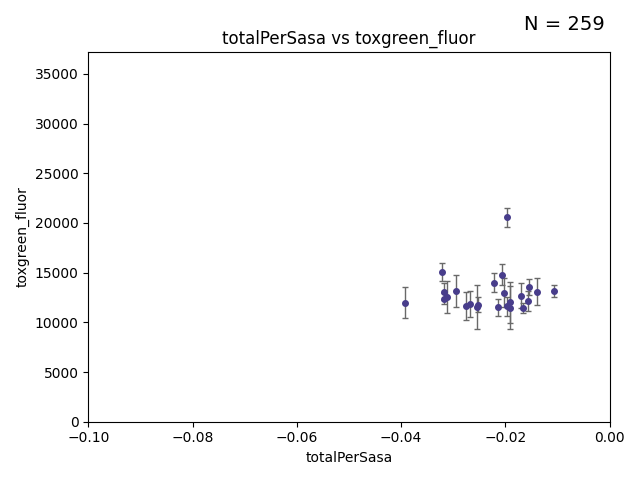 N = 259
totalPerSasa vs toxgreen_fluor
35000
30000
25000
20000
15000
10000
5000
0
toxgreen_fluor
−0.10 −0.08 −0.06 −0.04 −0.02 0.00
totalPerSasa